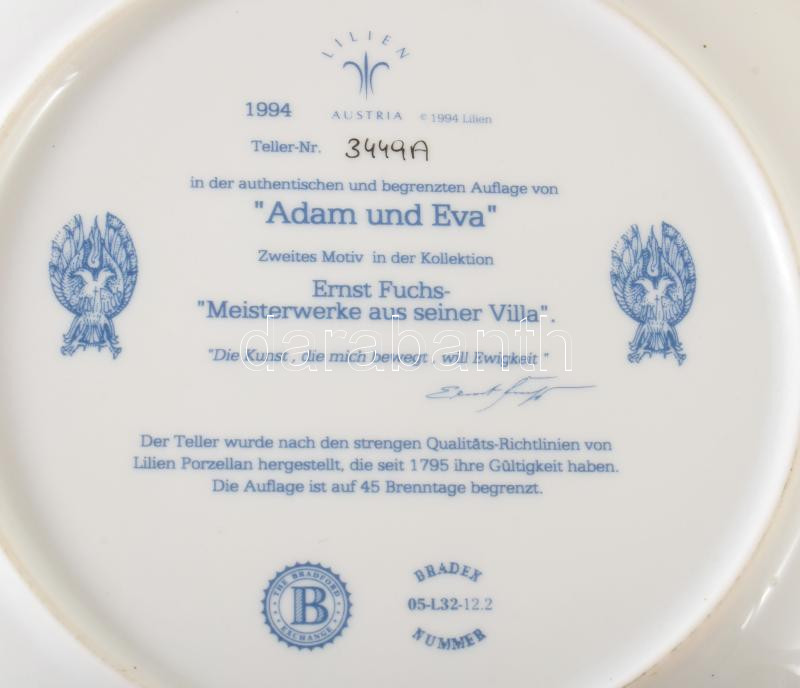 LILIEN
AUSTRIA © 1994 Lilien
1994
Teller-Nr. 3449A
in der authentischen und begrenzten Auflage von
"Adam und Eva"
Zweites Motiv in der Kollektion
Ernst Fuchs-
"Meisterwerke aus seiner Villa".
darabanth
"Die Kunst , die mich bewegt , will Ewigkeit "
Ernst Fuchs
Der Teller wurde nach den strengen Qualitäts-Richtlinien von
Lilien Porzellan hergestellt, die seit 1795 ihre Gültigkeit haben.
Die Auflage ist auf 45 Brenntage begrenzt.
THE BRADFORD
B
EXCHANGE
BRADEX
05-L32-12.2
NUMMER